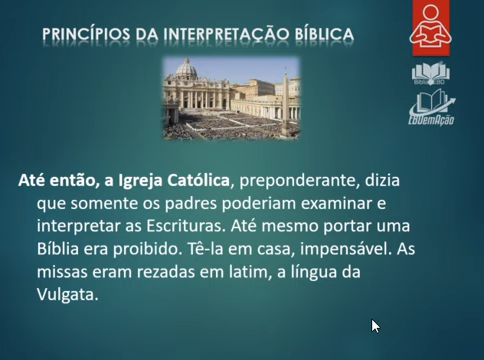 PRINCÍPIOS DA INTERPRETAÇÃO BÍBLICA
EBDemAção
Até então, a Igreja Católica, preponderante, dizia
que somente os padres poderiam examinar e
interpretar as Escrituras. Até mesmo portar uma
Bíblia era proibido. Tê-la em casa, impensável. As
missas eram rezadas em latim, a língua da
Vulgata.